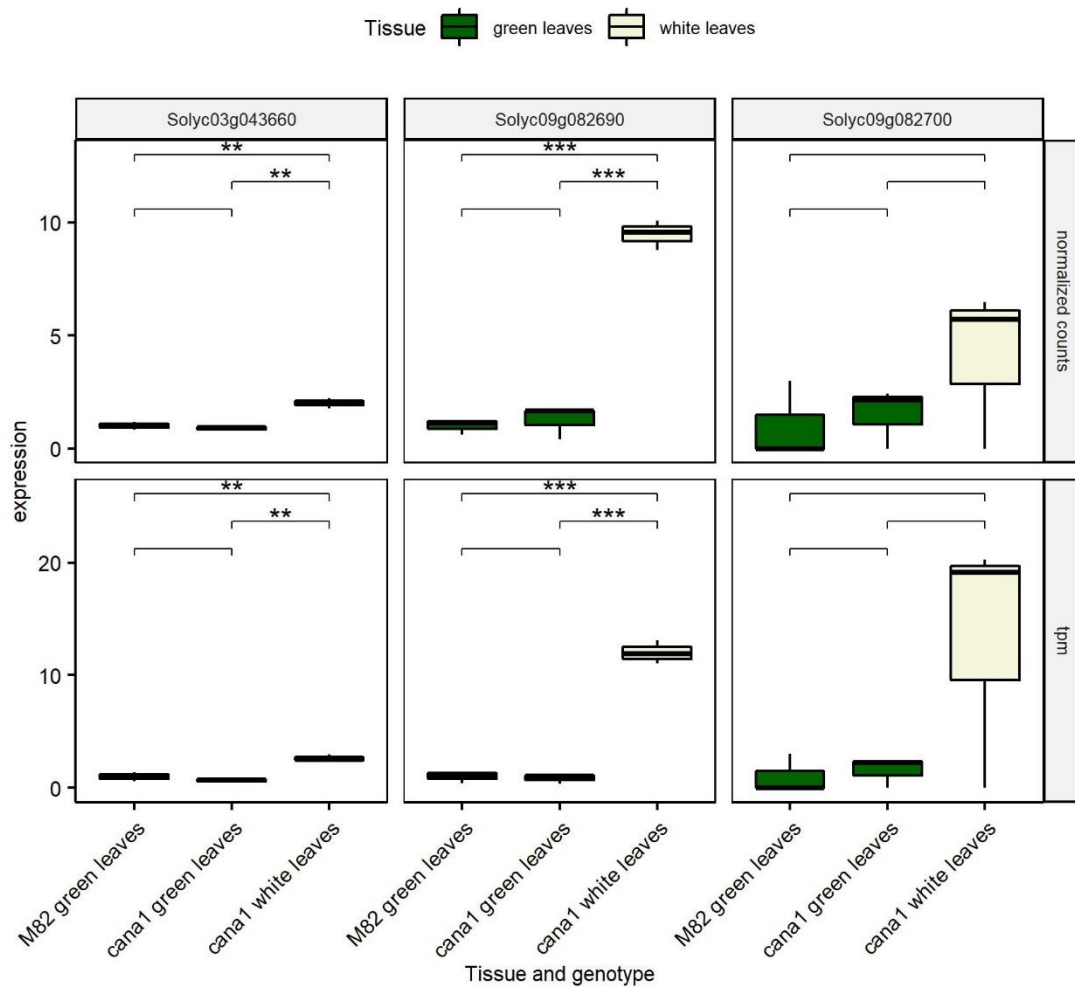 Tissue green leaves white leaves
Solyc03g043660 Solyc09g082690 Solyc09g082700
** *** 
** ***
10
5
0
normalized counts
expression
** ***
** ***
20
10
0
tpm
M82 green leaves cana1 green leaves cana1 white leaves M82 green leaves cana1 green leaves cana1 white leaves M82 green leaves cana1 green leaves cana1 white leaves
Tissue and genotype